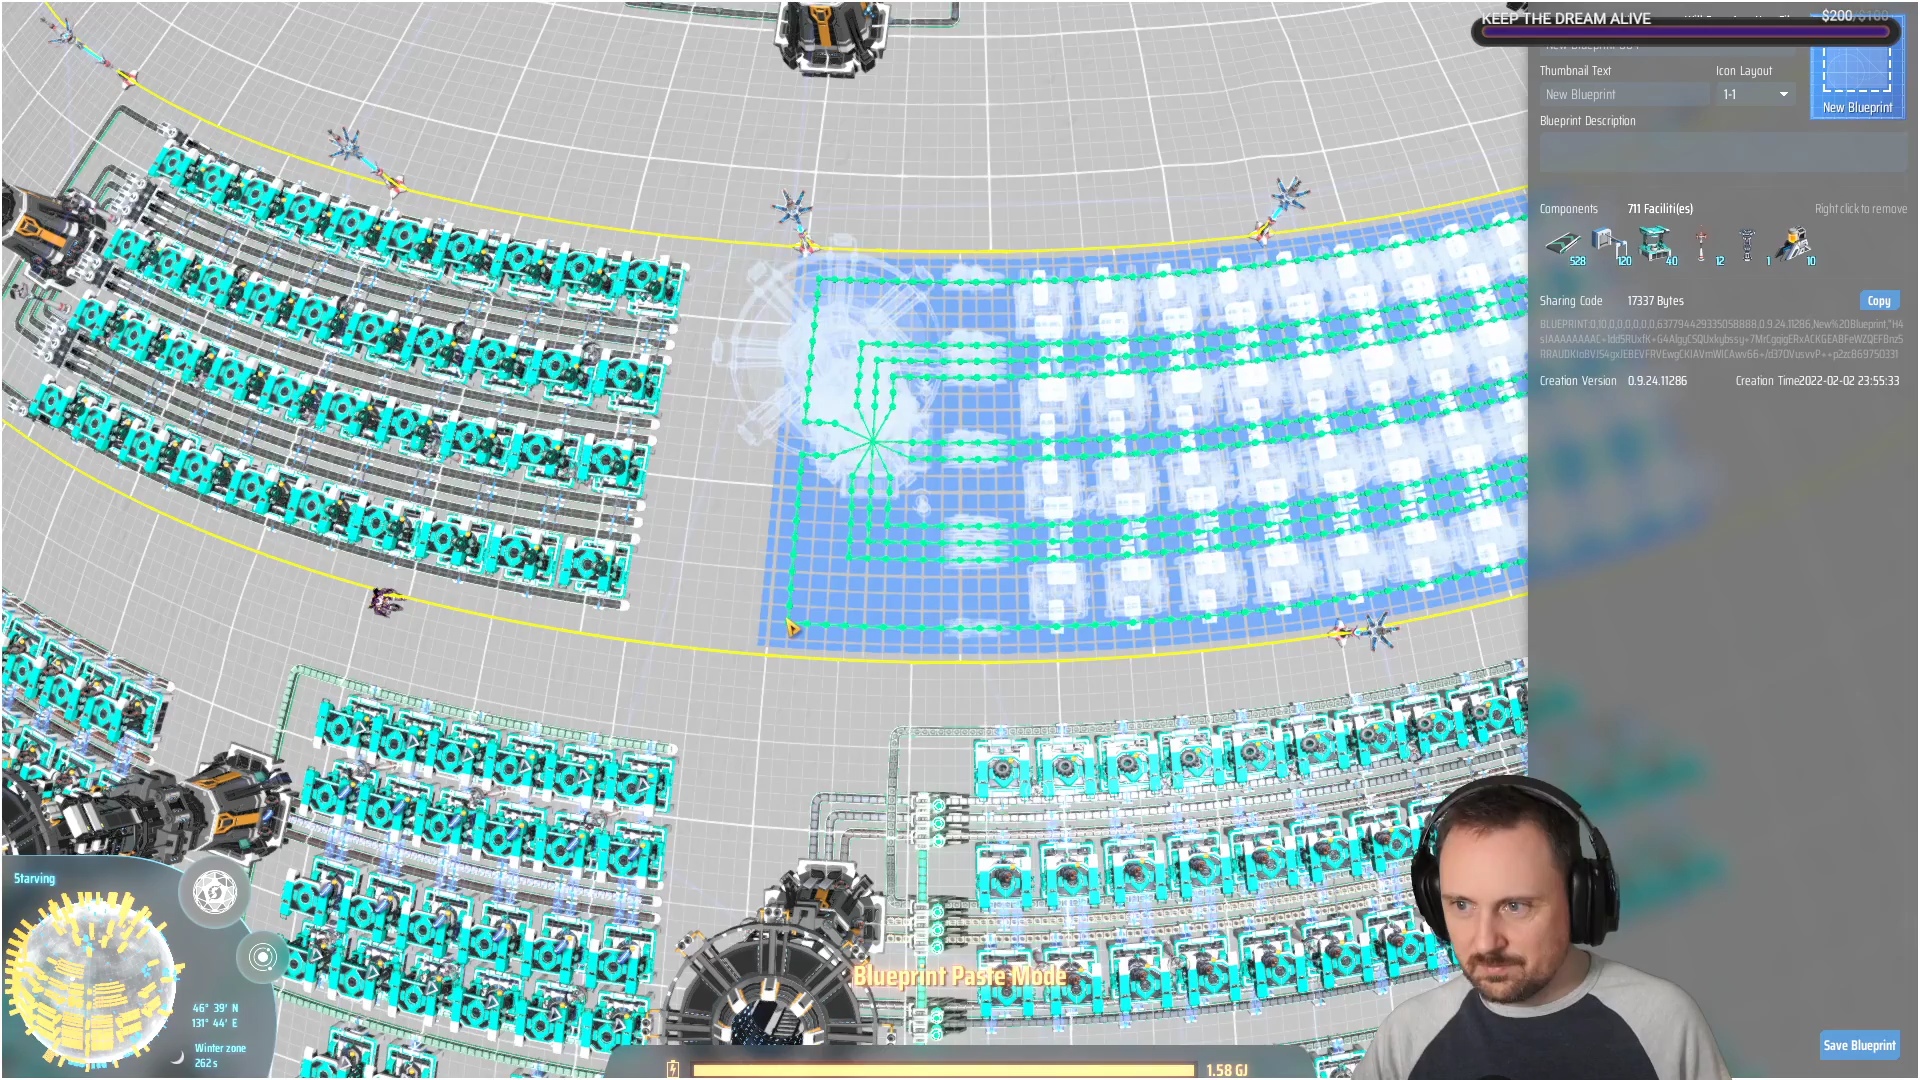 KEEP THE DREAM ALIVE
$200/$100
Thumbnail Text
Icon Layout
New Blueprint
1-1
New Blueprint
Blueprint Description
Components
711 Faciliti(es)
Right click to remove
528
120
40
12
1
10
Sharing Code
17337 Bytes
Copy
Creation Version
0.9.24.11286
Creation Time2022-02-02 23:55:33
Starving
46° 39' N
131° 44' E
Winter zone
262 s
Blueprint Paste Mode
1.58 GJ
Save Blueprint